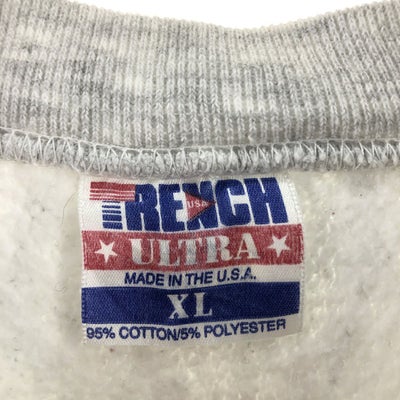 TRENCH
USA
ULTRA
MADE IN THE U.S.A.
XL
95% COTTON/5% POLYESTER